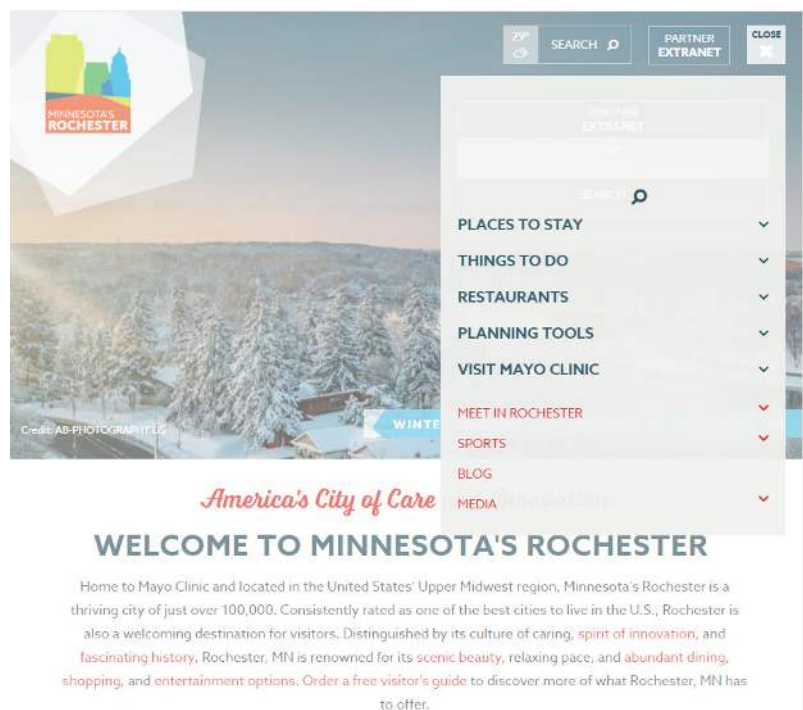 29°
SEARCH
PARTNER
EXTRANET
CLOSE
MINNESOTA'S
ROCHESTER
EXTRANET
SEARCH
PLACES TO STAY
THINGS TO DO
RESTAURANTS
PLANNING TOOLS
VISIT MAYO CLINIC
MEET IN ROCHESTER
SPORTS
BLOG
MEDIA
Credit: AB-PHOTOGRAPHY.US
WINTE
America's City of Care
WELCOME TO MINNESOTA'S ROCHESTER
Home to Mayo Clinic and located in the United States' Upper Midwest region, Minnesota's Rochester is a
thriving city of just over 100,000. Consistently rated as one of the best cities to live in the U.S., Rochester is
also a welcoming destination for visitors. Distinguished by its culture of caring, spirit of innovation, and
fascinating history, Rochester, MN is renowned for its scenic beauty, relaxing pace, and abundant dining,
shopping, and entertainment options. Order a free visitor's guide to discover more of what Rochester, MN has
to offer.